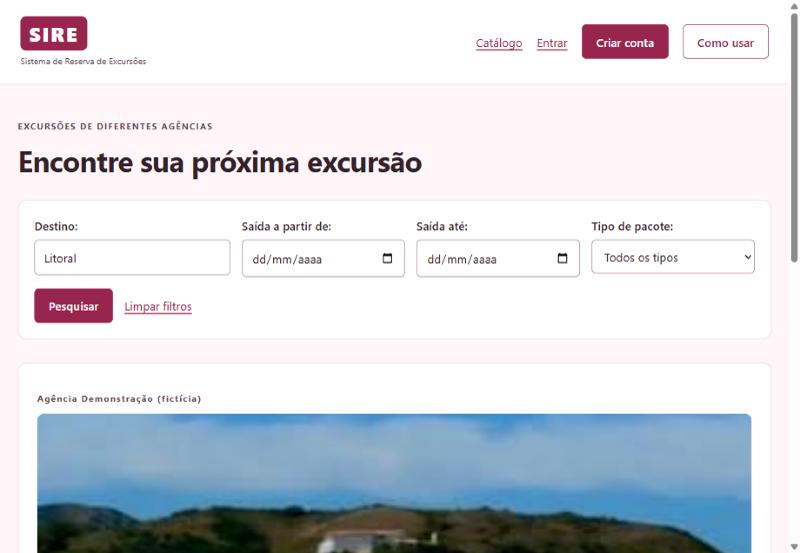 SIRE
Sistema de Reserva de Excursões
Catálogo
Entrar
Criar conta
Como usar
EXCURSÕES DE DIFERENTES AGÊNCIAS
Encontre sua próxima excursão
Destino:
Saída a partir de:
Saída até:
Tipo de pacote:
Litoral
dd/mm/aaaa
dd/mm/aaaa
Todos os tipos
Pesquisar
Limpar filtros
Agência Demonstração (fictícia)